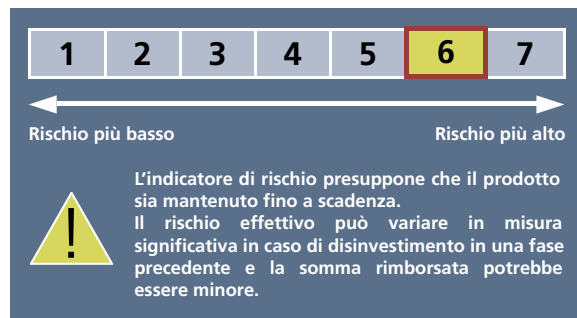 1 2 3 4 5 6 7
Rischio più basso Rischio più alto
L'indicatore di rischio presuppone che il prodotto
sia mantenuto fino a scadenza.
Il rischio effettivo può variare in misura
significativa in caso di disinvestimento in una fase
precedente e la somma rimborsata potrebbe
essere minore.
!